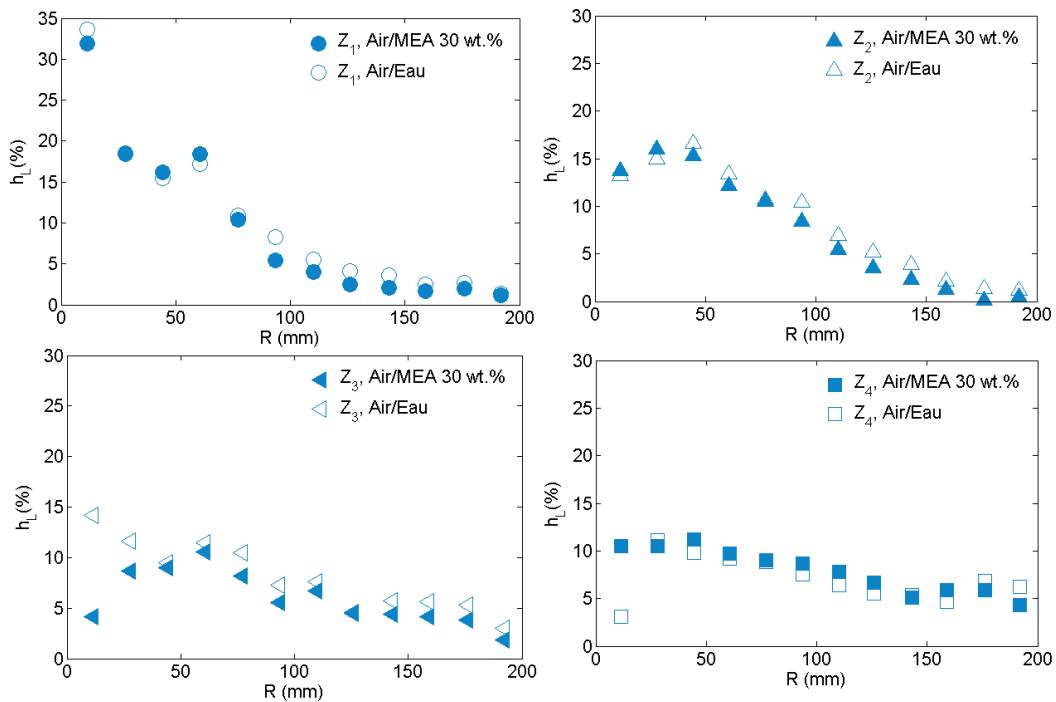 35
30
25
20
15
10
5
0
h_L(%)
0 50 100 150 200
R (mm)
Z_1, Air/MEA 30 wt.%
Z_1, Air/Eau
30
25
20
15
10
5
0
h_L(%)
0 50 100 150 200
R (mm)
Z_2, Air/MEA 30 wt.%
Z_2, Air/Eau
30
25
20
15
10
5
0
h_L(%)
0 50 100 150 200
R (mm)
Z_3, Air/MEA 30 wt.%
Z_3, Air/Eau
30
25
20
15
10
5
0
h_L(%)
0 50 100 150 200
R (mm)
Z_4, Air/MEA 30 wt.%
Z_4, Air/Eau